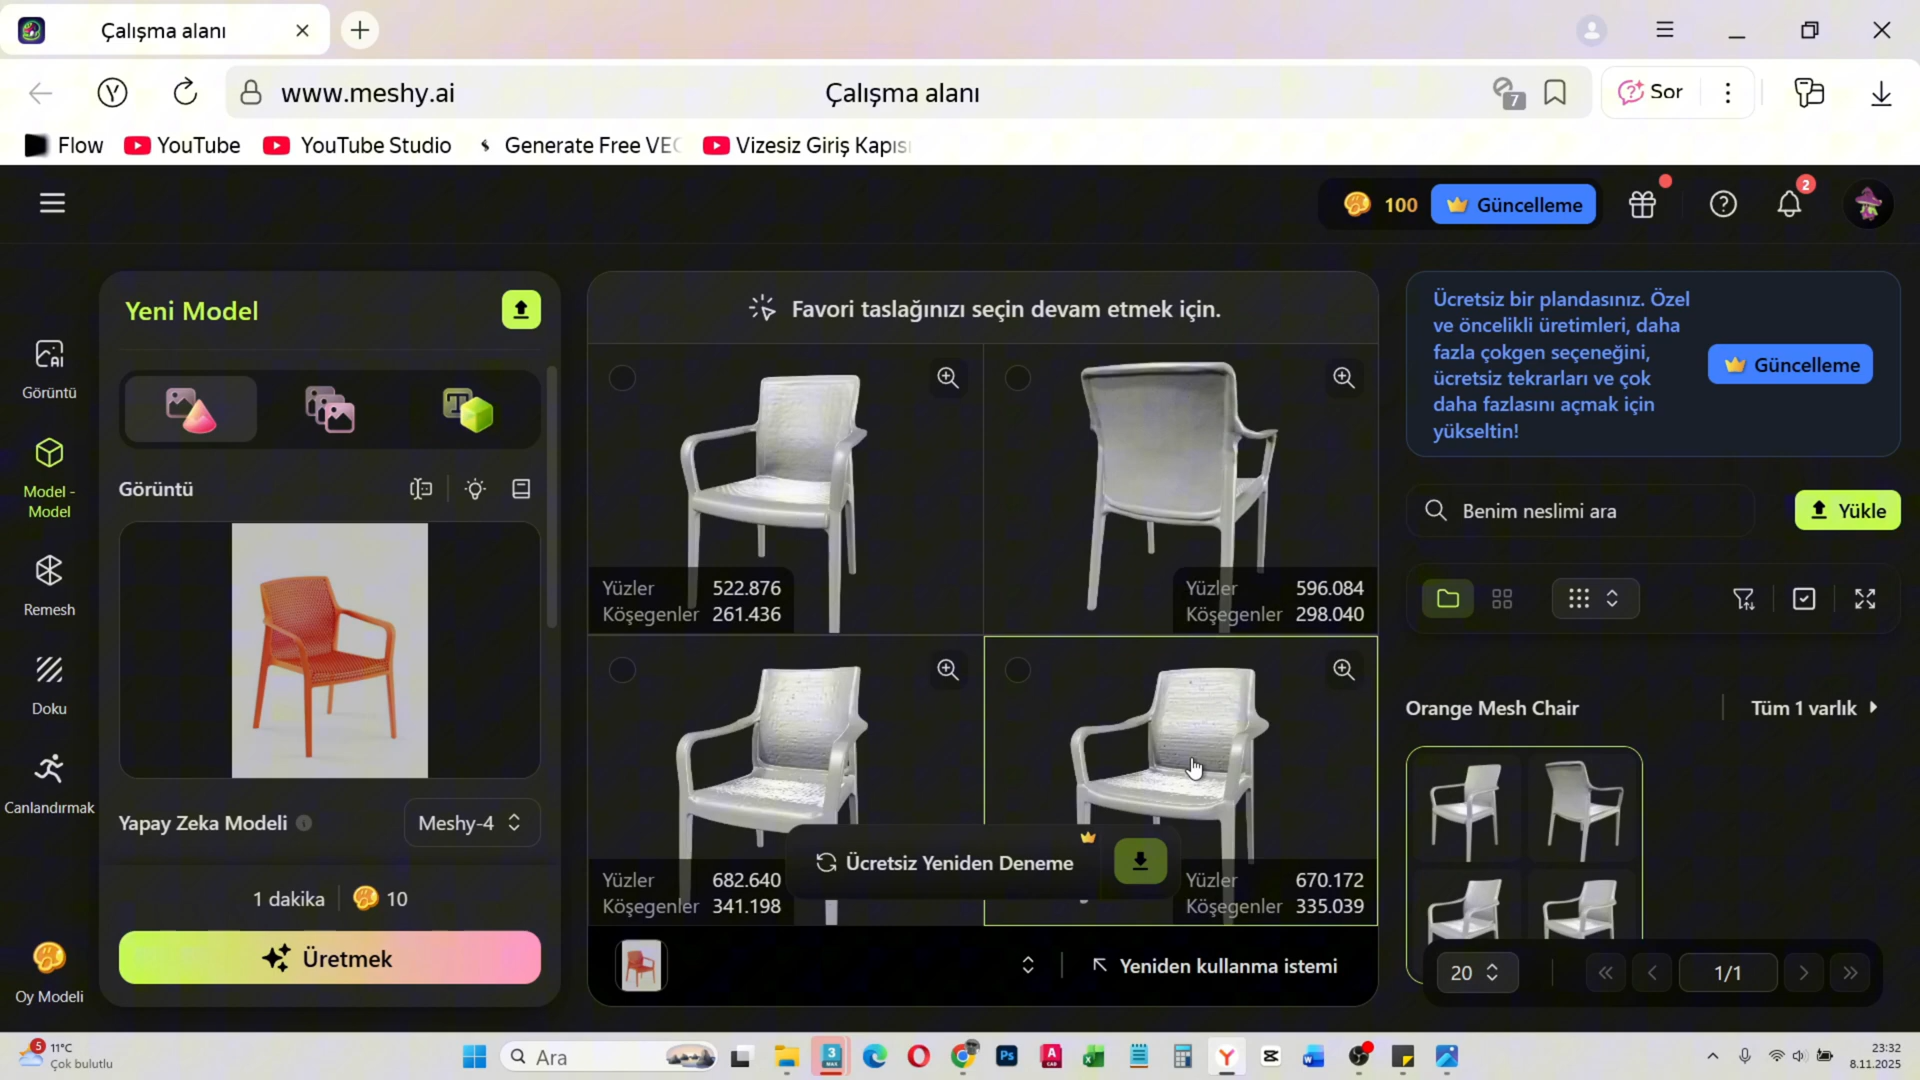 Çalışma alanı
www.meshy.ai
Çalışma alanı
7
Sor
Flow
YouTube
YouTube Studio
Generate Free VEO
Vizesiz Giriş Kapıs
100
Güncelleme
2
Yeni Model
Görüntü
AI
Görüntü
Model -
Model
Remesh
Doku
Canlandırmak
Oy Modeli
Yapay Zeka Modeli
Meshy-4
1 dakika
10
Üretmek
Favori taslağınızı seçin devam etmek için.
Yüzler 522.876
Köşegenler 261.436
Yüzler 596.084
Köşegenler 298.040
Yüzler 682.640
Köşegenler 341.198
Yüzler 670.172
Köşegenler 335.039
Ücretsiz Yeniden Deneme
Yeniden kullanma istemi
Ücretsiz bir plandasınız. Özel
ve öncelikli üretimleri, daha
fazla çokgen seçeneğini,
ücretsiz tekrarları ve çok
daha fazlasını açmak için
yükseltin!
Güncelleme
Benim neslimi ara
Yükle
Orange Mesh Chair
Tüm 1 varlık
20
1/1
5
11°C
Çok bulutlu
Ara
23:32
8.11.2025